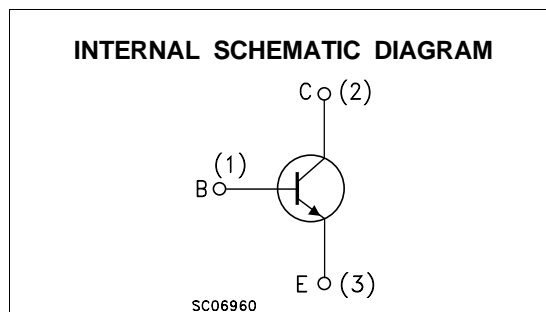 INTERNAL SCHEMATIC DIAGRAM
C (2)
(1)
B
E (3)
SC06960